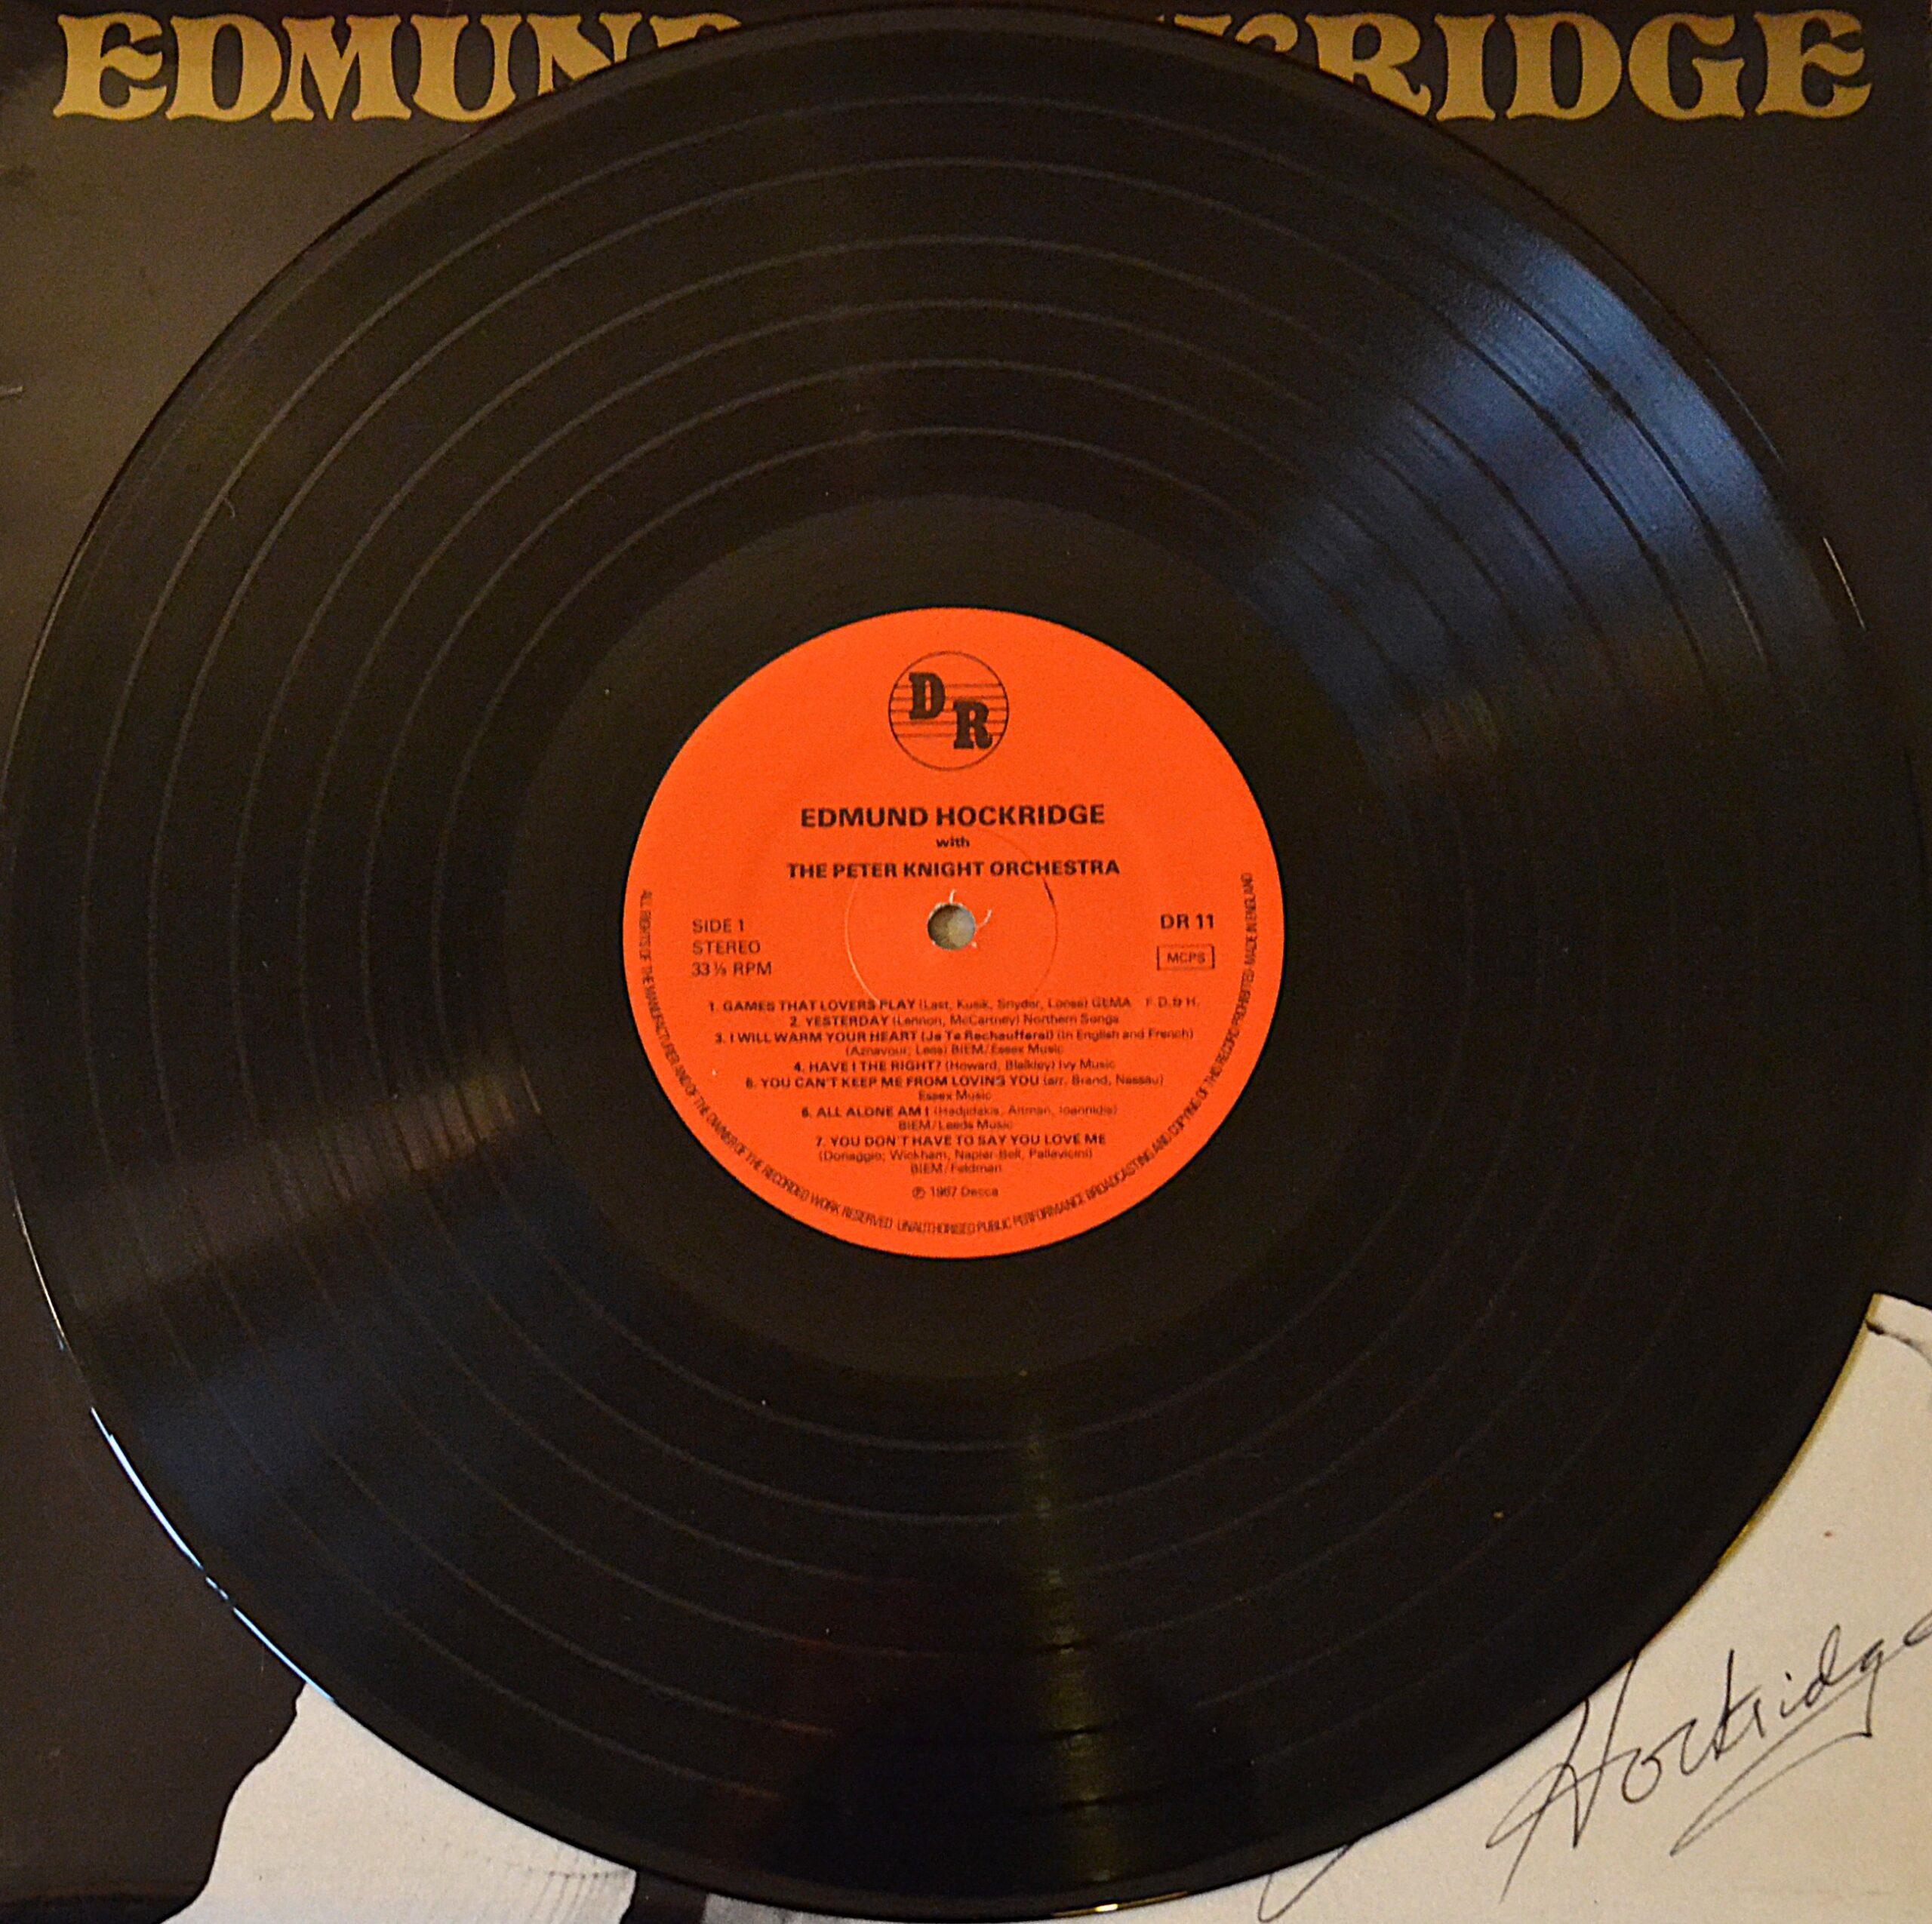 EDMUND
KRIDGE
D R
EDMUND HOCKRIDGE
with
THE PETER KNIGHT ORCHESTRA
SIDE 1
STEREO
33⅓ RPM
DR 11
MCPS
1. GAMES THAT LOVERS PLAY (Last, Kusik, Snyder, Loose) GEMA F.D.&H.
2. YESTERDAY (Lennon, McCartney) Northern Songs
3. I WILL WARM YOUR HEART (Je Te Rechaufferai) (In English and French)
(Aznavour; Lees) BIEM/Essex Music
4. HAVE I THE RIGHT? (Howard, Blaikley) Ivy Music
5. YOU CAN'T KEEP ME FROM LOVING YOU (arr. Brand, Nassau)
Essex Music
6. ALL ALONE AM I (Hadjidakis, Altman, Ioannidis)
BIEM/Leeds Music
7. YOU DON'T HAVE TO SAY YOU LOVE ME
(Donaggio; Wickham, Napier-Bell, Pallavicini)
BIEM/Feldman
℗ 1967 Decca
ALL RIGHTS OF THE MANUFACTURER AND OF THE OWNER OF THE RECORDED WORK RESERVED. UNAUTHORISED PUBLIC PERFORMANCE BROADCASTING AND COPYING OF THIS RECORD PROHIBITED · MADE IN ENGLAND
Hockridge